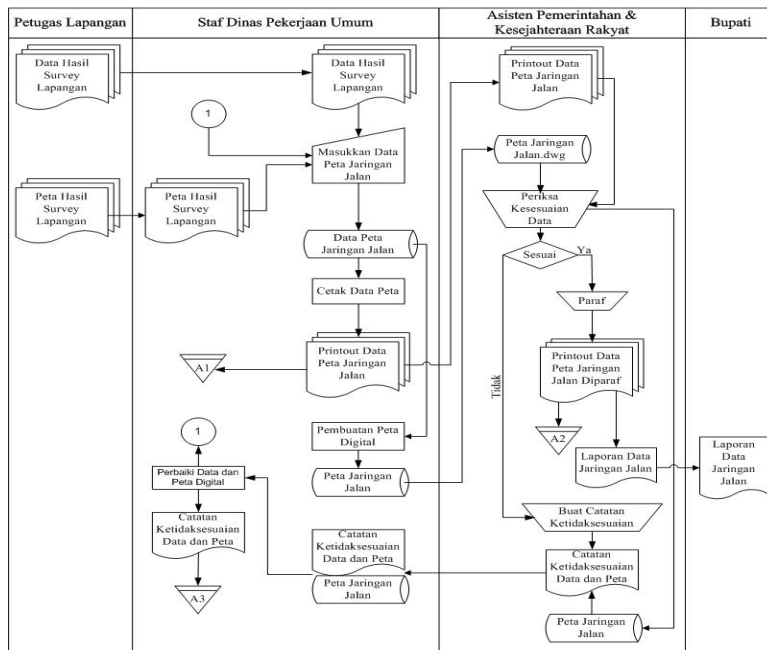 Petugas Lapangan
Staf Dinas Pekerjaan Umum
Asisten Pemerintahan &
Kesejahteraan Rakyat
Bupati
Data Hasil
Survey
Lapangan
Data Hasil
Survey
Lapangan
Printout Data
Peta Jaringan
Jalan
1
Masukkan Data
Peta Jaringan
Jalan
Peta Jaringan
Jalan.dwg
Peta Hasil
Survey
Lapangan
Peta Hasil
Survey
Lapangan
Periksa
Kesesuaian
Data
Data Peta
Jaringan Jalan
Sesuai
Ya
Cetak Data Peta
Paraf
Printout Data
Peta Jaringan
Jalan
A1
Printout Data
Peta Jaringan
Jalan Diparaf
Tidak
A2
1
Pembuatan Peta
Digital
Laporan Data
Jaringan Jalan
Laporan
Data
Jaringan
Jalan
Perbaiki Data dan
Peta Digital
Peta Jaringan
Jalan
Catatan
Ketidaksesuaian
Data dan Peta
Buat Catatan
Ketidaksesuaian
Catatan
Ketidaksesuaian
Data dan Peta
Peta Jaringan
Jalan
Catatan
Ketidaksesuaian
Data dan Peta
A3
Peta Jaringan
Jalan